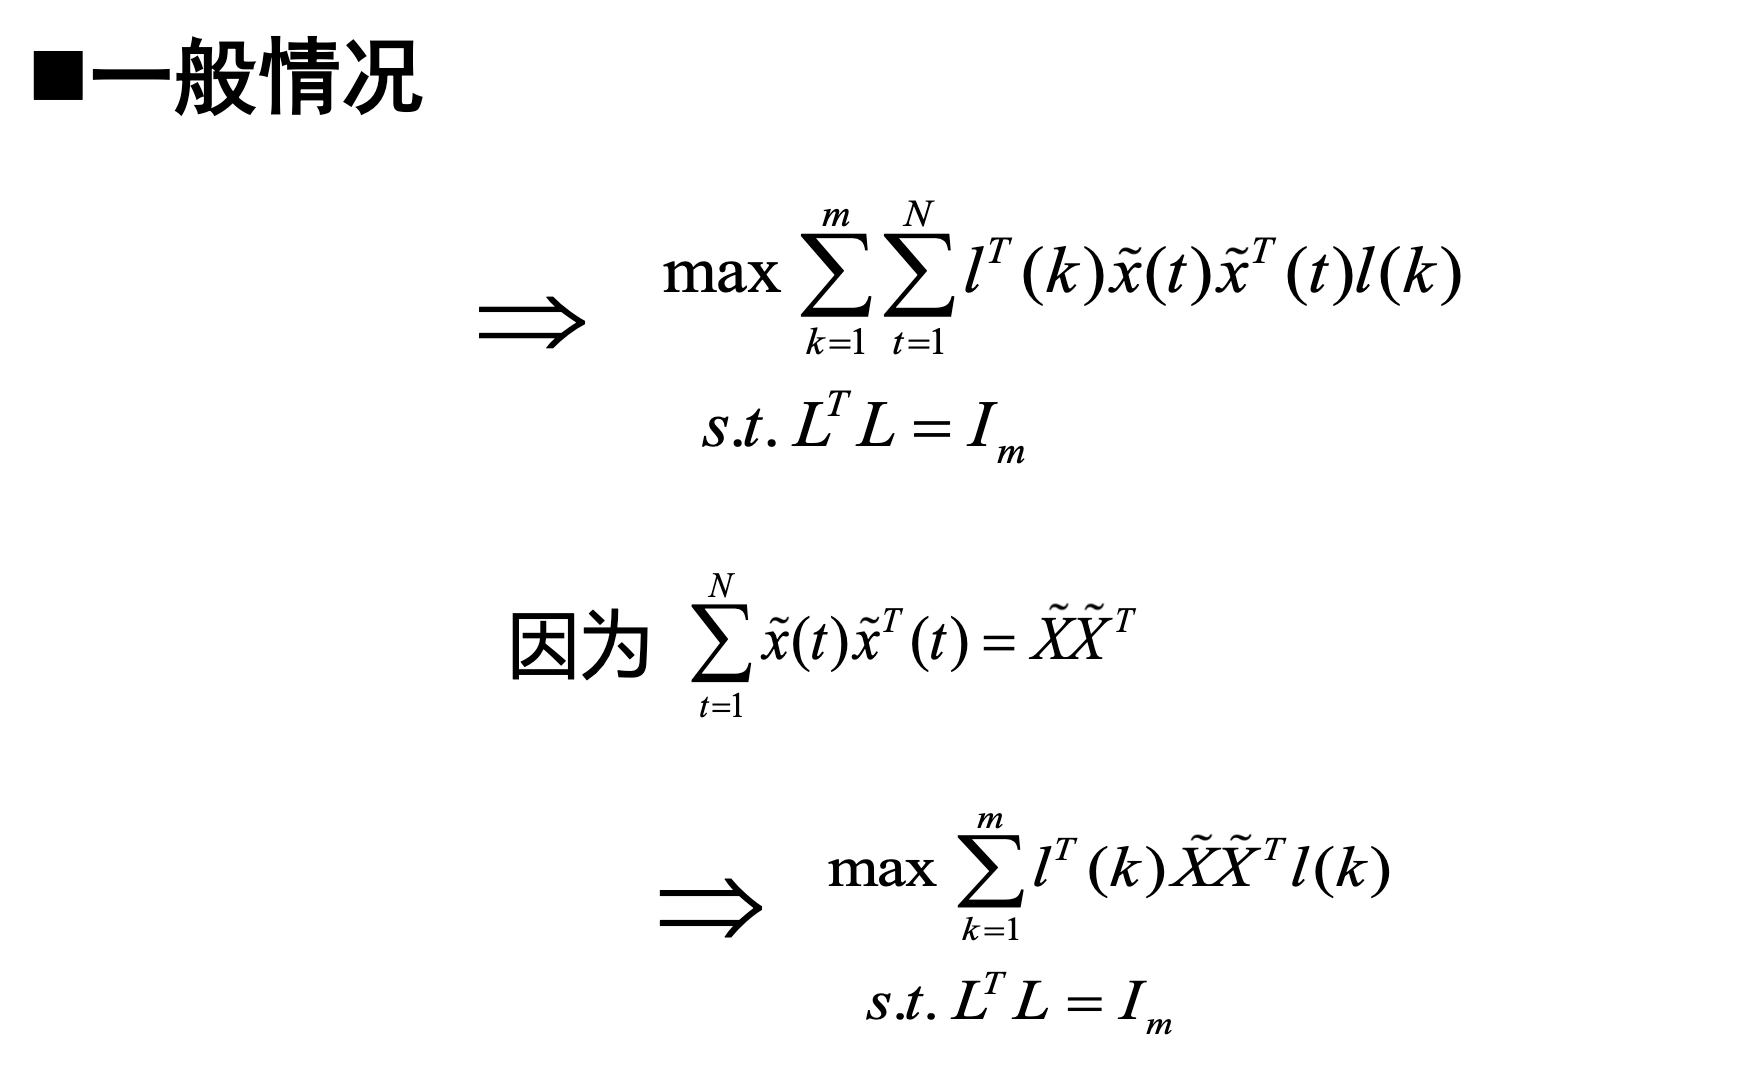 ■一般情况
⇒ max ∑_{k=1}^{m} ∑_{t=1}^{N} l^T(k)x̃(t)x̃^T(t)l(k)
s.t. L^T L = I_m
因为 ∑_{t=1}^{N} x̃(t)x̃^T(t) = X̃X̃^T
⇒ max ∑_{k=1}^{m} l^T(k)X̃X̃^T l(k)
s.t. L^T L = I_m